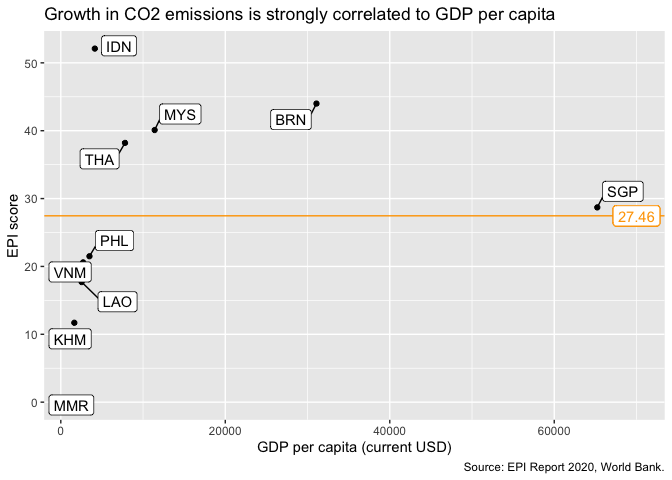 Growth in CO2 emissions is strongly correlated to GDP per capita
IDN
50
MYS
BRN
40
THA
SGP
30
27.46
EPI score
PHL
20
VNM
LAO
10
KHM
MMR
0
0 20000 40000 60000
GDP per capita (current USD)
Source: EPI Report 2020, World Bank.